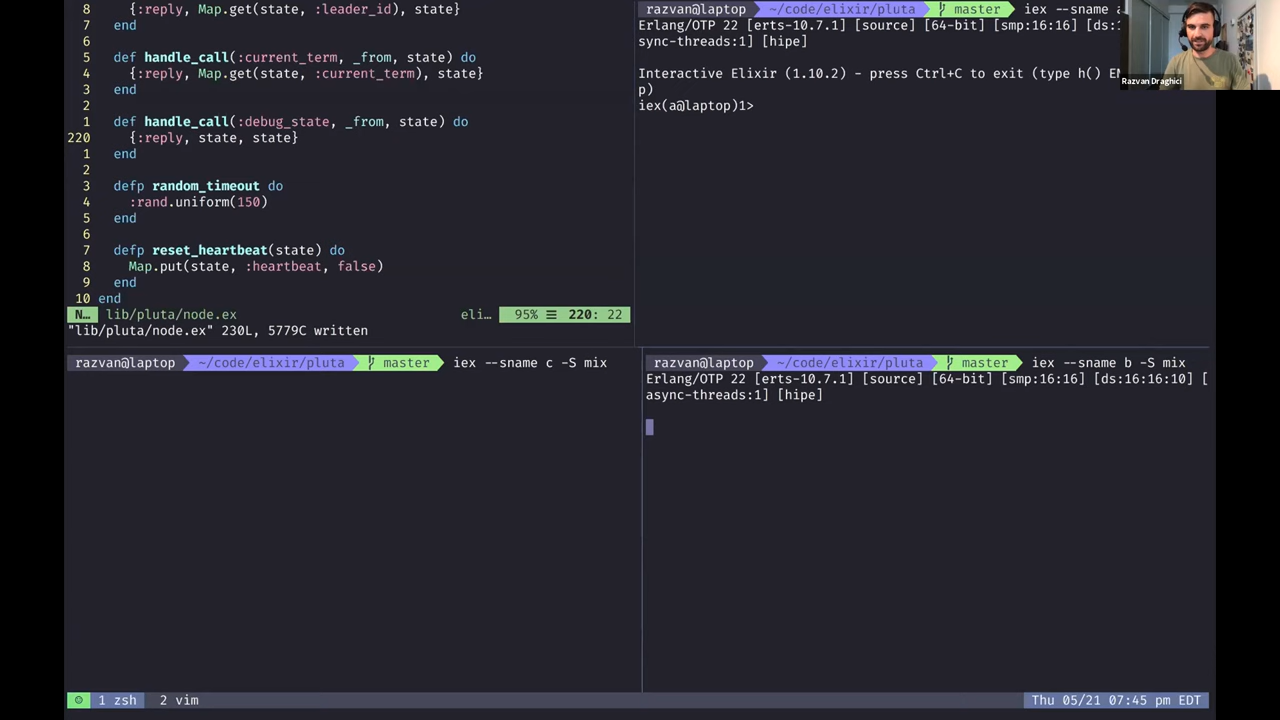 8      {:reply, Map.get(state, :leader_id), state}
9    end
6
5    def handle_call(:current_term, _from, state) do
4      {:reply, Map.get(state, :current_term), state}
3    end
2
1    def handle_call(:debug_state, _from, state) do
220      {:reply, state, state}
1    end
2
3    defp random_timeout do
4      :rand.uniform(150)
5    end
6
7    defp reset_heartbeat(state) do
8      Map.put(state, :heartbeat, false)
9    end
10 end
N… lib/pluta/node.ex eli… 95% ☰ 220: 22
"lib/pluta/node.ex" 230L, 5779C written
razvan@laptop ~/code/elixir/pluta master iex --sname a
Erlang/OTP 22 [erts-10.7.1] [source] [64-bit] [smp:16:16] [ds:1
sync-threads:1] [hipe]
Interactive Elixir (1.10.2) - press Ctrl+C to exit (type h() EN
p)
iex(a@laptop)1>
Razvan Draghici
razvan@laptop ~/code/elixir/pluta master iex --sname c -S mix
razvan@laptop ~/code/elixir/pluta master iex --sname b -S mix
Erlang/OTP 22 [erts-10.7.1] [source] [64-bit] [smp:16:16] [ds:16:16:10] [
async-threads:1] [hipe]
1 zsh 2 vim Thu 05/21 07:45 pm EDT